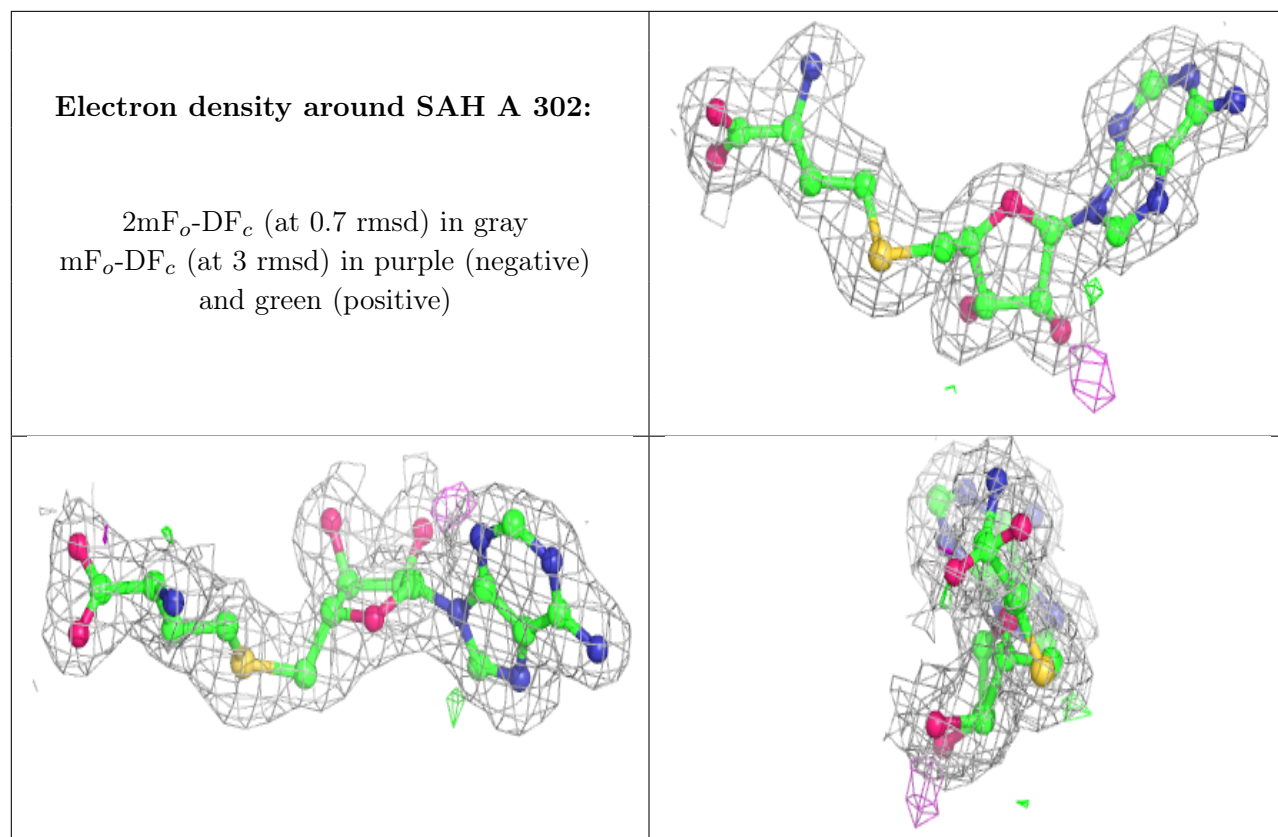 Electron density around SAH A 302:
2mFo-DFc (at 0.7 rmsd) in gray
mFo-DFc (at 3 rmsd) in purple (negative)
and green (positive)